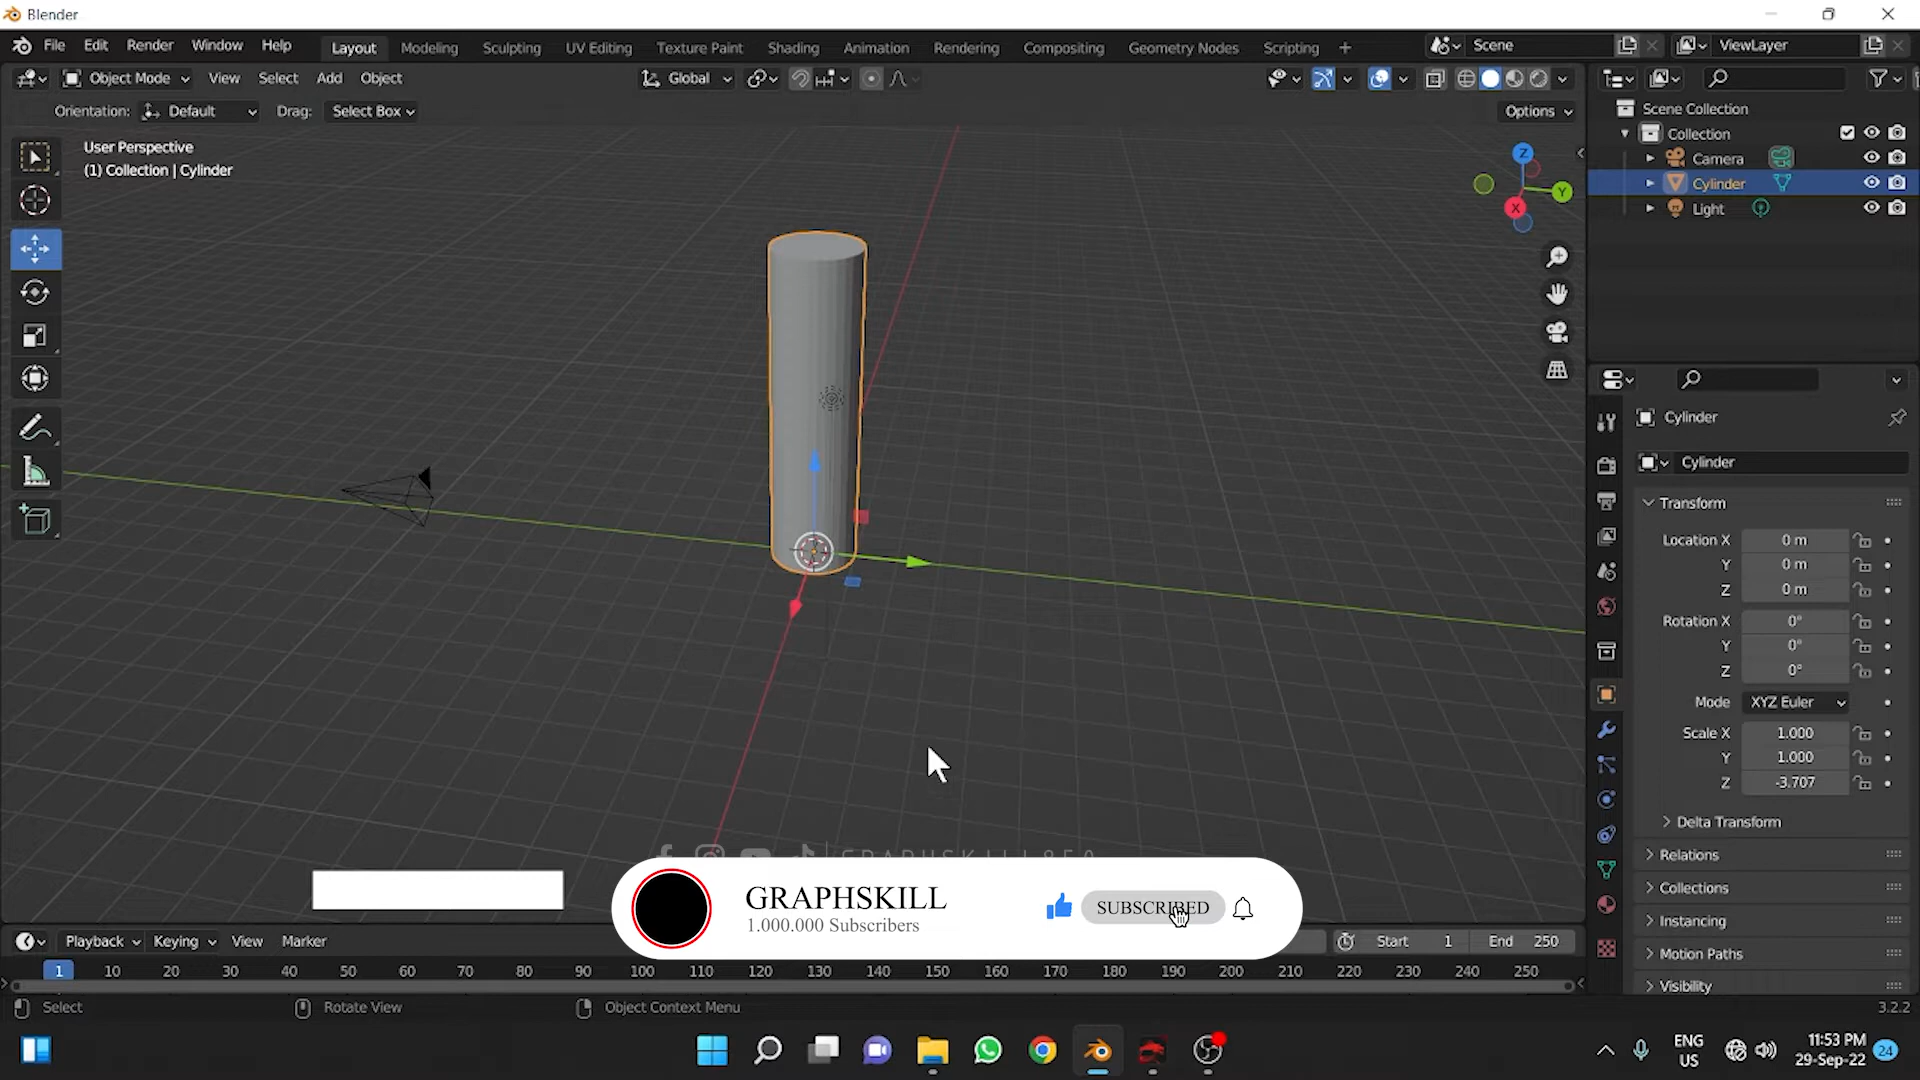 Blender
File Edit Render Window Help Layout Modeling Sculpting UV Editing Texture Paint Shading Animation Rendering Compositing Geometry Nodes Scripting + Scene ViewLayer
Object Mode View Select Add Object Global
Orientation: Default Drag: Select Box Options
User Perspective
(1) Collection | Cylinder
Z
Y
X
Scene Collection
Collection
Camera
Cylinder
Light
Cylinder
Cylinder
Transform
Location X 0 m
Y 0 m
Z 0 m
Rotation X 0°
Y 0°
Z 0°
Mode XYZ Euler
Scale X 1.000
Y 1.000
Z -3.707
Delta Transform
Relations
Collections
Instancing
Motion Paths
Visibility
GRAPHSKILL
1.000.000 Subscribers
SUBSCRIBED
Playback Keying View Marker Start 1 End 250
1 10 20 30 40 50 60 70 80 90 100 110 120 130 140 150 160 170 180 190 200 210 220 230 240 250
Select Rotate View Object Context Menu 3.2.2
ENG
US
11:53 PM
29-Sep-22
24